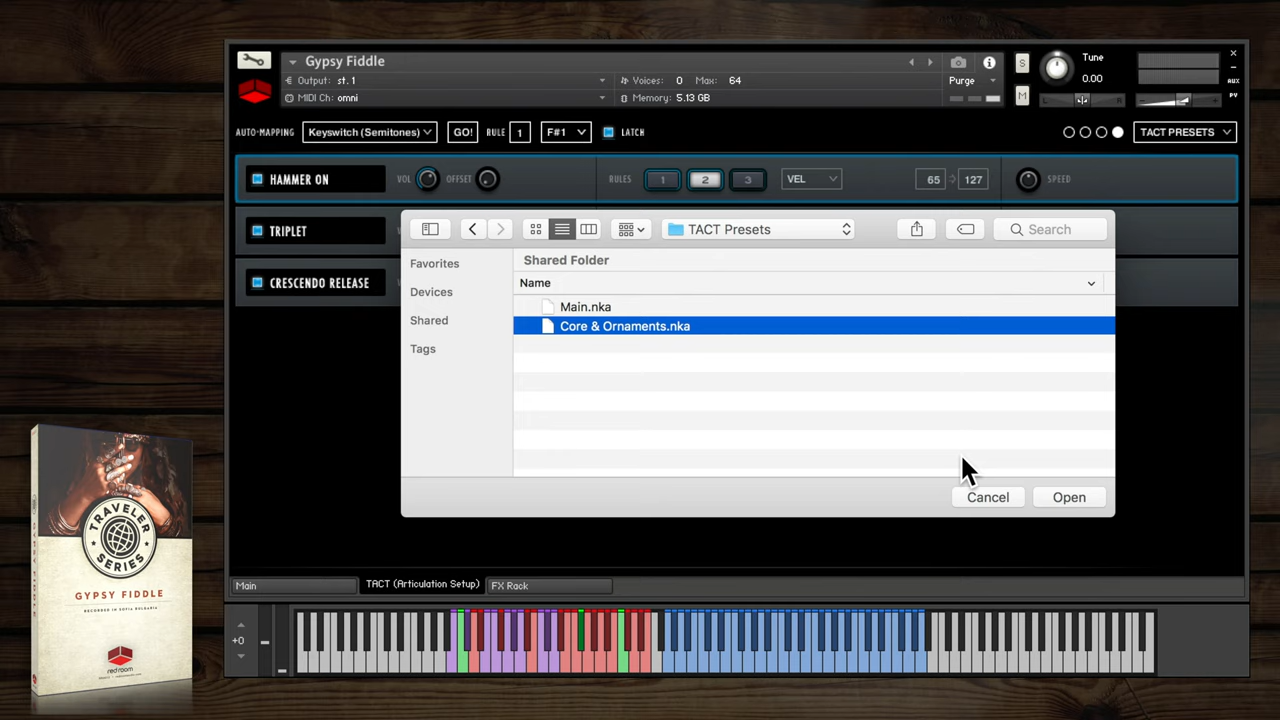 Gypsy Fiddle
Output: st. 1
Voices: 0 Max: 64
Purge
MIDI Ch: omni
Memory: 5.13 GB
S
M
Tune
0.00
L
R
AUX
PV
AUTO-MAPPING Keyswitch (Semitones) GO! RULE 1 F#1 LATCH
TACT PRESETS
HAMMER ON VOL OFFSET RULES 1 2 3 VEL 65 127 SPEED
TRIPLET
CRESCENDO RELEASE
TACT Presets
Search
Favorites
Devices
Shared
Tags
Shared Folder
Name
Main.nka
Core & Ornaments.nka
Cancel
Open
Main
TACT (Articulation Setup)
FX Rack
+0
TRAVELER
SERIES
GYPSY FIDDLE
RECORDED IN SOFIA BULGARIA
red room